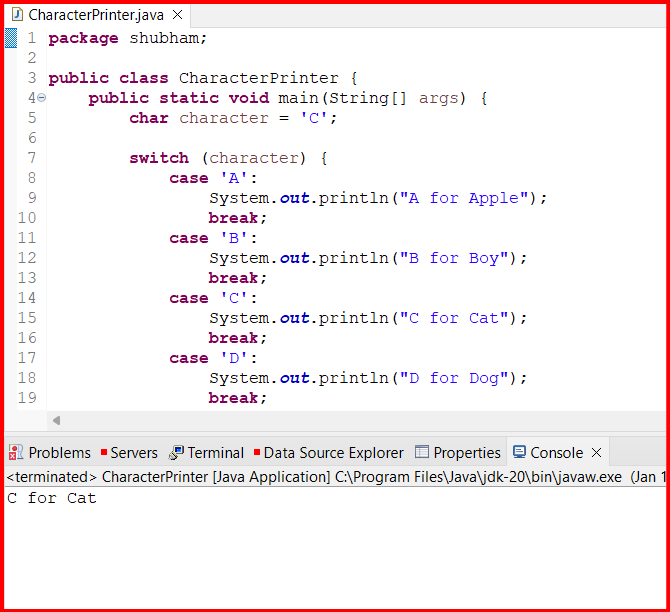 CharacterPrinter.java
1 package shubham;
2
3 public class CharacterPrinter {
4     public static void main(String[] args) {
5         char character = 'C';
6
7         switch (character) {
8             case 'A':
9                 System.out.println("A for Apple");
10                 break;
11             case 'B':
12                 System.out.println("B for Boy");
13                 break;
14             case 'C':
15                 System.out.println("C for Cat");
16                 break;
17             case 'D':
18                 System.out.println("D for Dog");
19                 break;
Problems Servers Terminal Data Source Explorer Properties Console
<terminated> CharacterPrinter [Java Application] C:\Program Files\Java\jdk-20\bin\javaw.exe (Jan 1
C for Cat